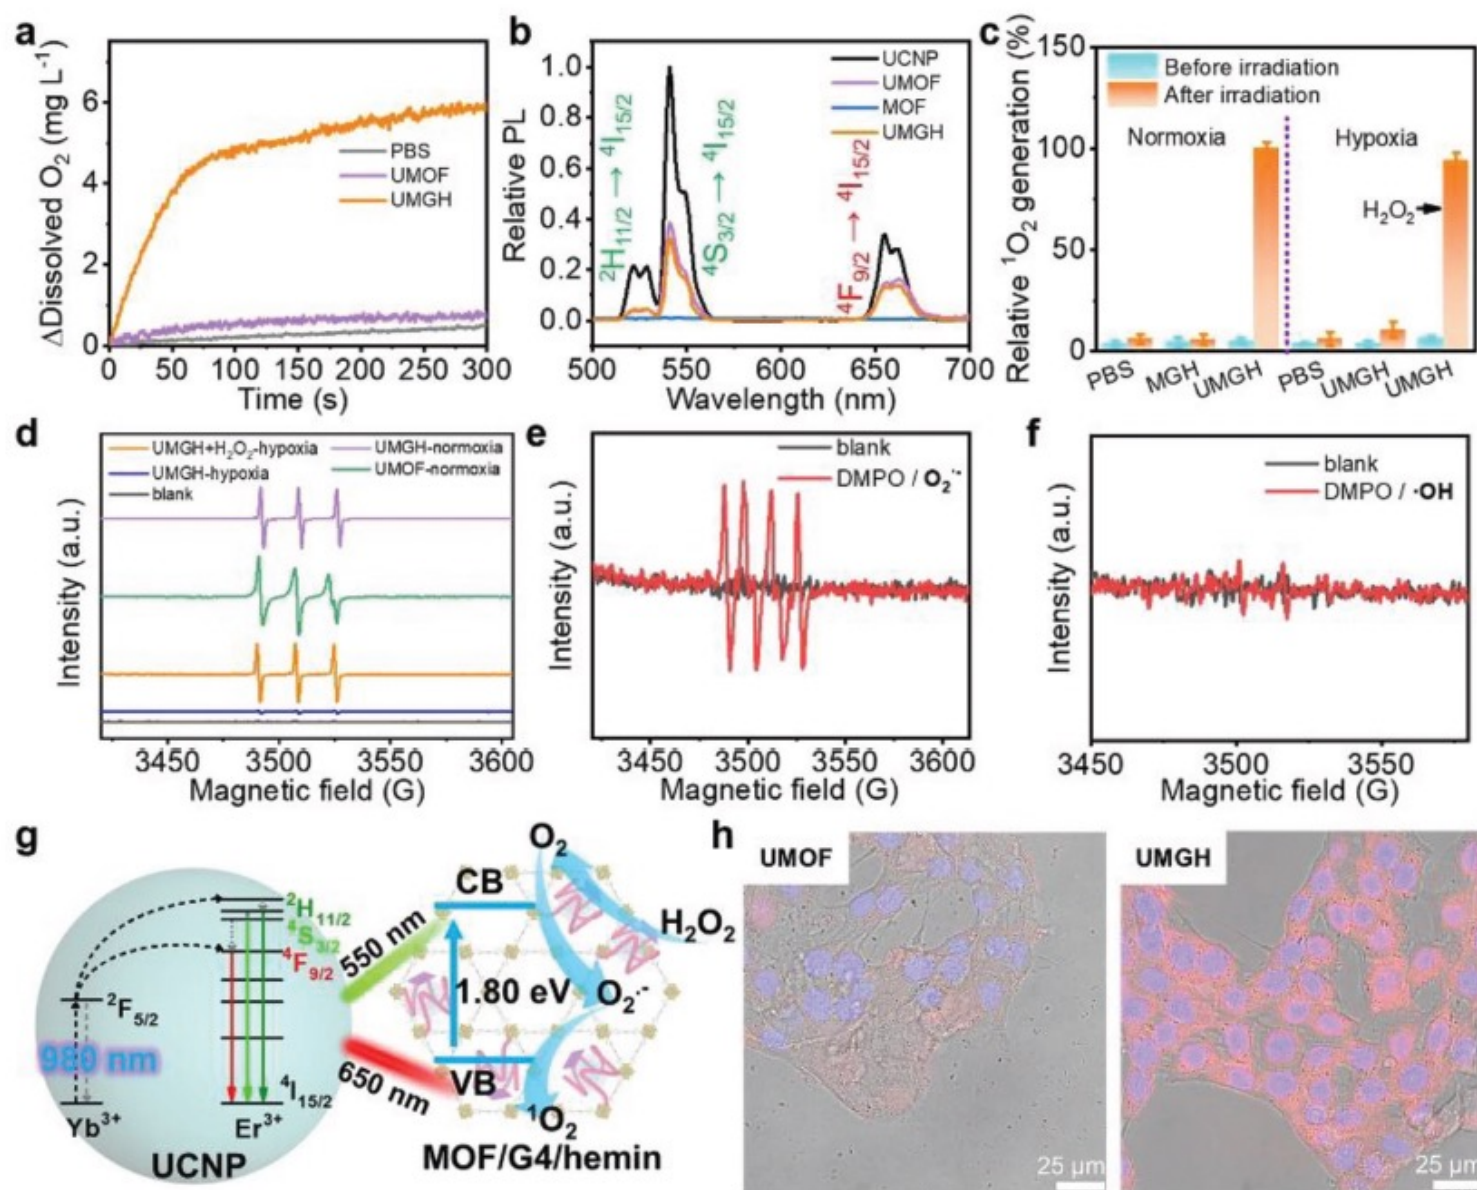 a
ΔDissolved O₂ (mg L⁻¹)
6
4
2
0
PBS
UMOF
UMGH
0 50 100 150 200 250 300
Time (s)
b
Relative PL
1.0
0.8
0.6
0.4
0.2
0.0
²H₁₁/₂ → ⁴I₁₅/₂
⁴S₃/₂ → ⁴I₁₅/₂
⁴F₉/₂ → ⁴I₁₅/₂
UCNP
UMOF
MOF
UMGH
500 550 600 650 700
Wavelength (nm)
c
Relative ¹O₂ generation (%)
150
100
50
0
Before irradiation
After irradiation
Normoxia
Hypoxia
H₂O₂
PBS MGH UMGH PBS UMGH UMGH
d
Intensity (a.u.)
UMGH+H₂O₂-hypoxia
UMGH-hypoxia
blank
UMGH-normoxia
UMOF-normoxia
3450 3500 3550 3600
Magnetic field (G)
e
Intensity (a.u.)
blank
DMPO / O₂·⁻
3450 3500 3550 3600
Magnetic field (G)
f
Intensity (a.u.)
blank
DMPO / ·OH
3450 3500 3550
Magnetic field (G)
g
²H₁₁/₂
⁴S₃/₂
⁴F₉/₂
²F₅/₂
980 nm
⁴I₁₅/₂
Yb³⁺
Er³⁺
UCNP
550 nm
650 nm
O₂
CB
H₂O₂
1.80 eV
O₂·⁻
VB
¹O₂
MOF/G4/hemin
h
UMOF
25 µm
UMGH
25 µm